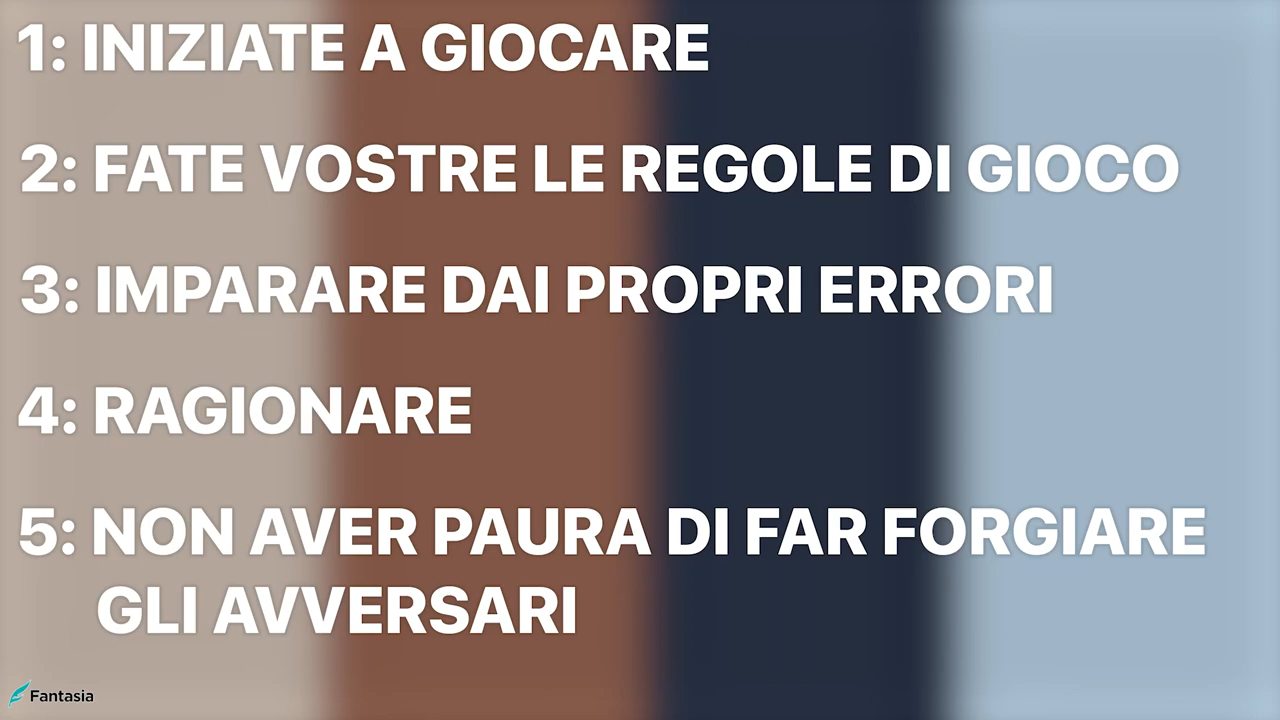 1: INIZIATE A GIOCARE
2: FATE VOSTRE LE REGOLE DI GIOCO
3: IMPARARE DAI PROPRI ERRORI
4: RAGIONARE
5: NON AVER PAURA DI FAR FORGIARE
GLI AVVERSARI
Fantasia